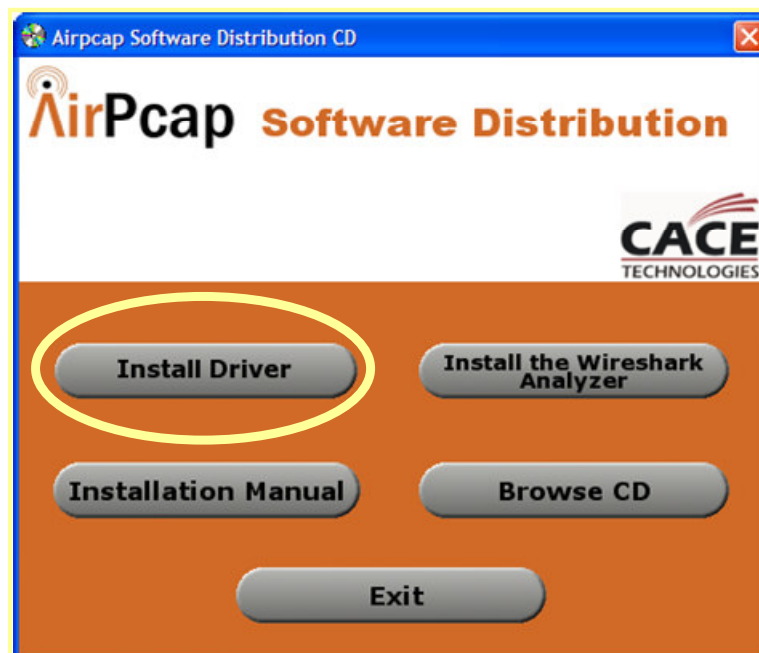 Airpcap Software Distribution CD
AirPcap Software Distribution
CACE
TECHNOLOGIES
Install Driver
Install the Wireshark
Analyzer
Installation Manual
Browse CD
Exit